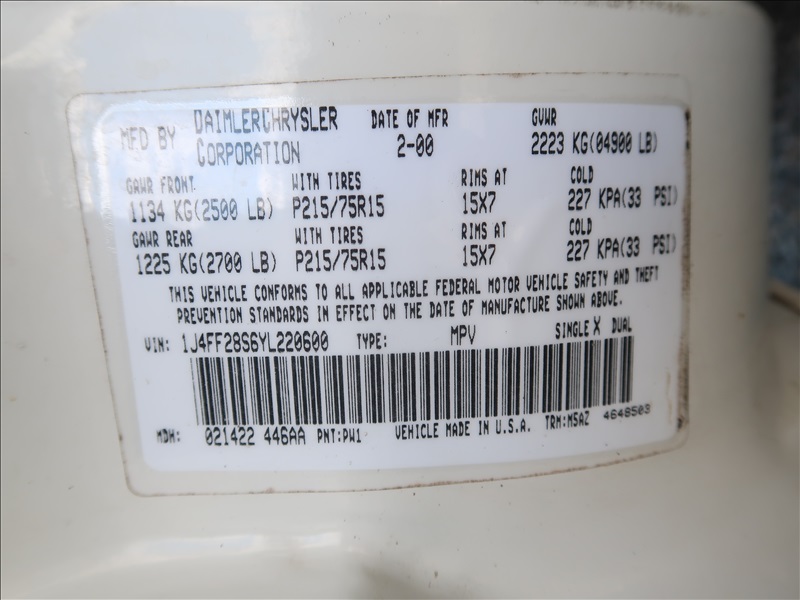 MFD BY DAIMLERCHRYSLER CORPORATION DATE OF MFR 2-00 GVWR 2223 KG(04900 LB)
GAWR FRONT. WITH TIRES RIMS AT COLD
1134 KG(2500 LB) P215/75R15 15X7 227 KPA(33 PSI)
GAWR REAR WITH TIRES RIMS AT COLD
1225 KG(2700 LB) P215/75R15 15X7 227 KPA(33 PSI)
THIS VEHICLE CONFORMS TO ALL APPLICABLE FEDERAL MOTOR VEHICLE SAFETY AND THEFT
PREVENTION STANDARDS IN EFFECT ON THE DATE OF MANUFACTURE SHOWN ABOVE.
VIN: 1J4FF28S6YL220600 TYPE: MPV SINGLE X DUAL
MDH: 021422 446AA PNT:PW1 VEHICLE MADE IN U.S.A. TRM:M5AZ 4648503